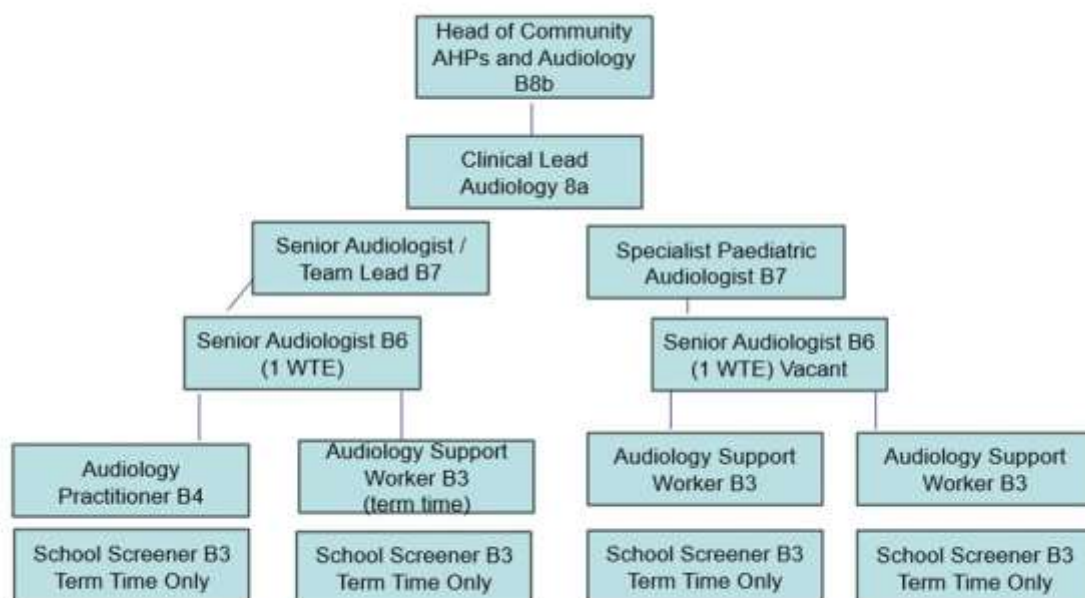 Head of Community
AHPs and Audiology
B8b
Clinical Lead
Audiology 8a
Senior Audiologist /
Team Lead B7
Specialist Paediatric
Audiologist B7
Senior Audiologist B6
(1 WTE)
Senior Audiologist B6
(1 WTE) Vacant
Audiology
Practitioner B4
Audiology Support
Worker B3
(term time)
Audiology Support
Worker B3
Audiology Support
Worker B3
School Screener B3
Term Time Only
School Screener B3
Term Time Only
School Screener B3
Term Time Only
School Screener B3
Term Time Only